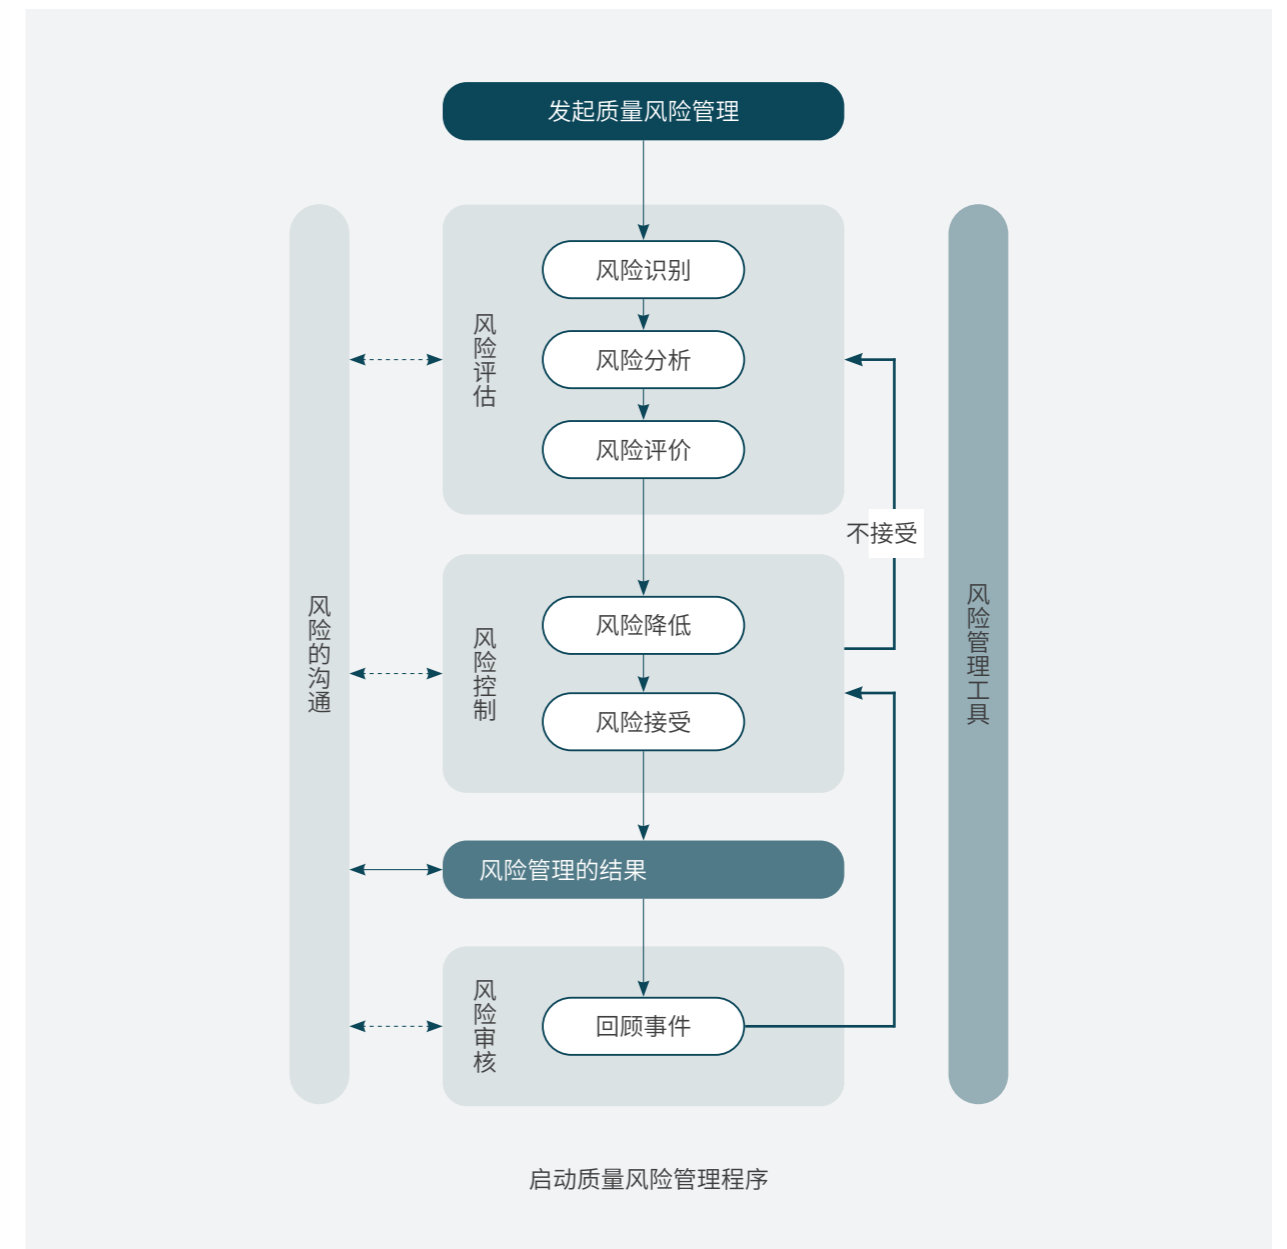 发起质量风险管理
风险评估
风险识别
风险分析
风险评价
不接受
风险的沟通
风险控制
风险降低
风险接受
风险管理工具
风险管理的结果
风险审核
回顾事件
启动质量风险管理程序